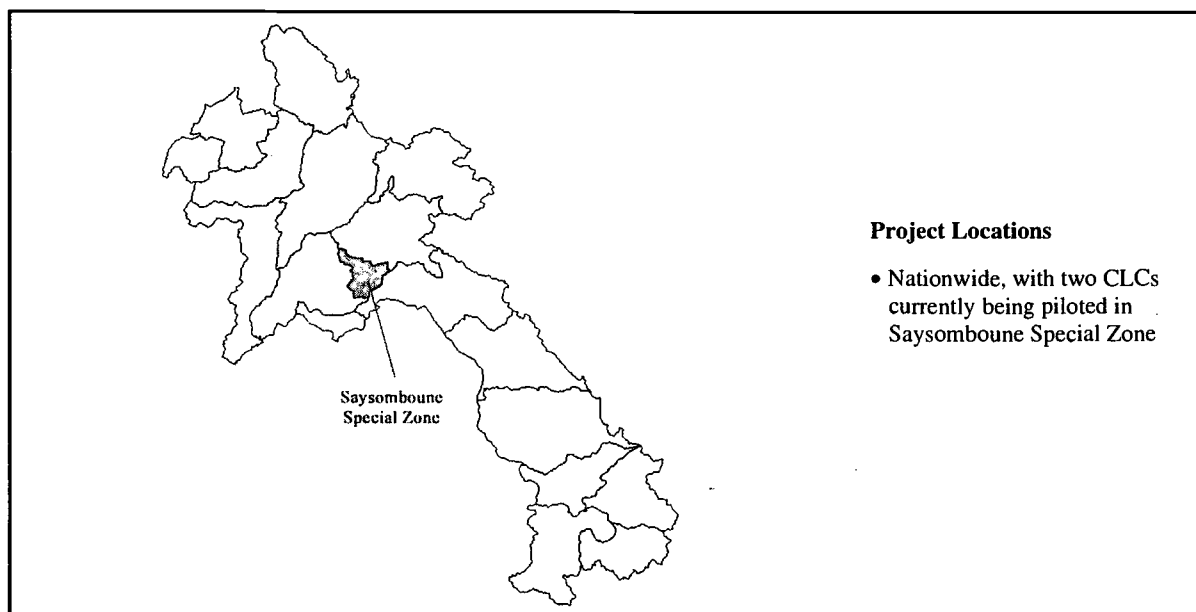 Project Locations
• Nationwide, with two CLCs
currently being piloted in
Saysomboune Special Zone
Saysomboune
Special Zone